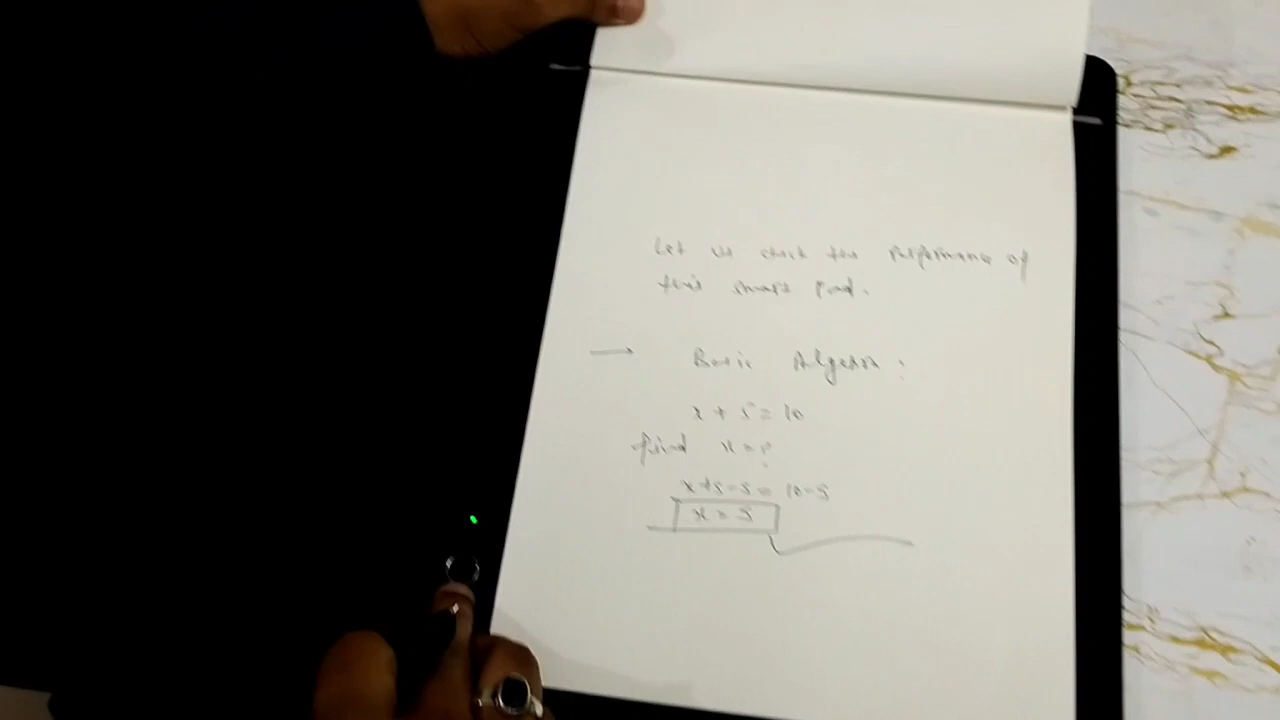 Let us check the performance of
this smart Pad.
→ Basic Algebra :
x + 5 = 10
find x = ?
x+5-5 = 10-5
x = 5